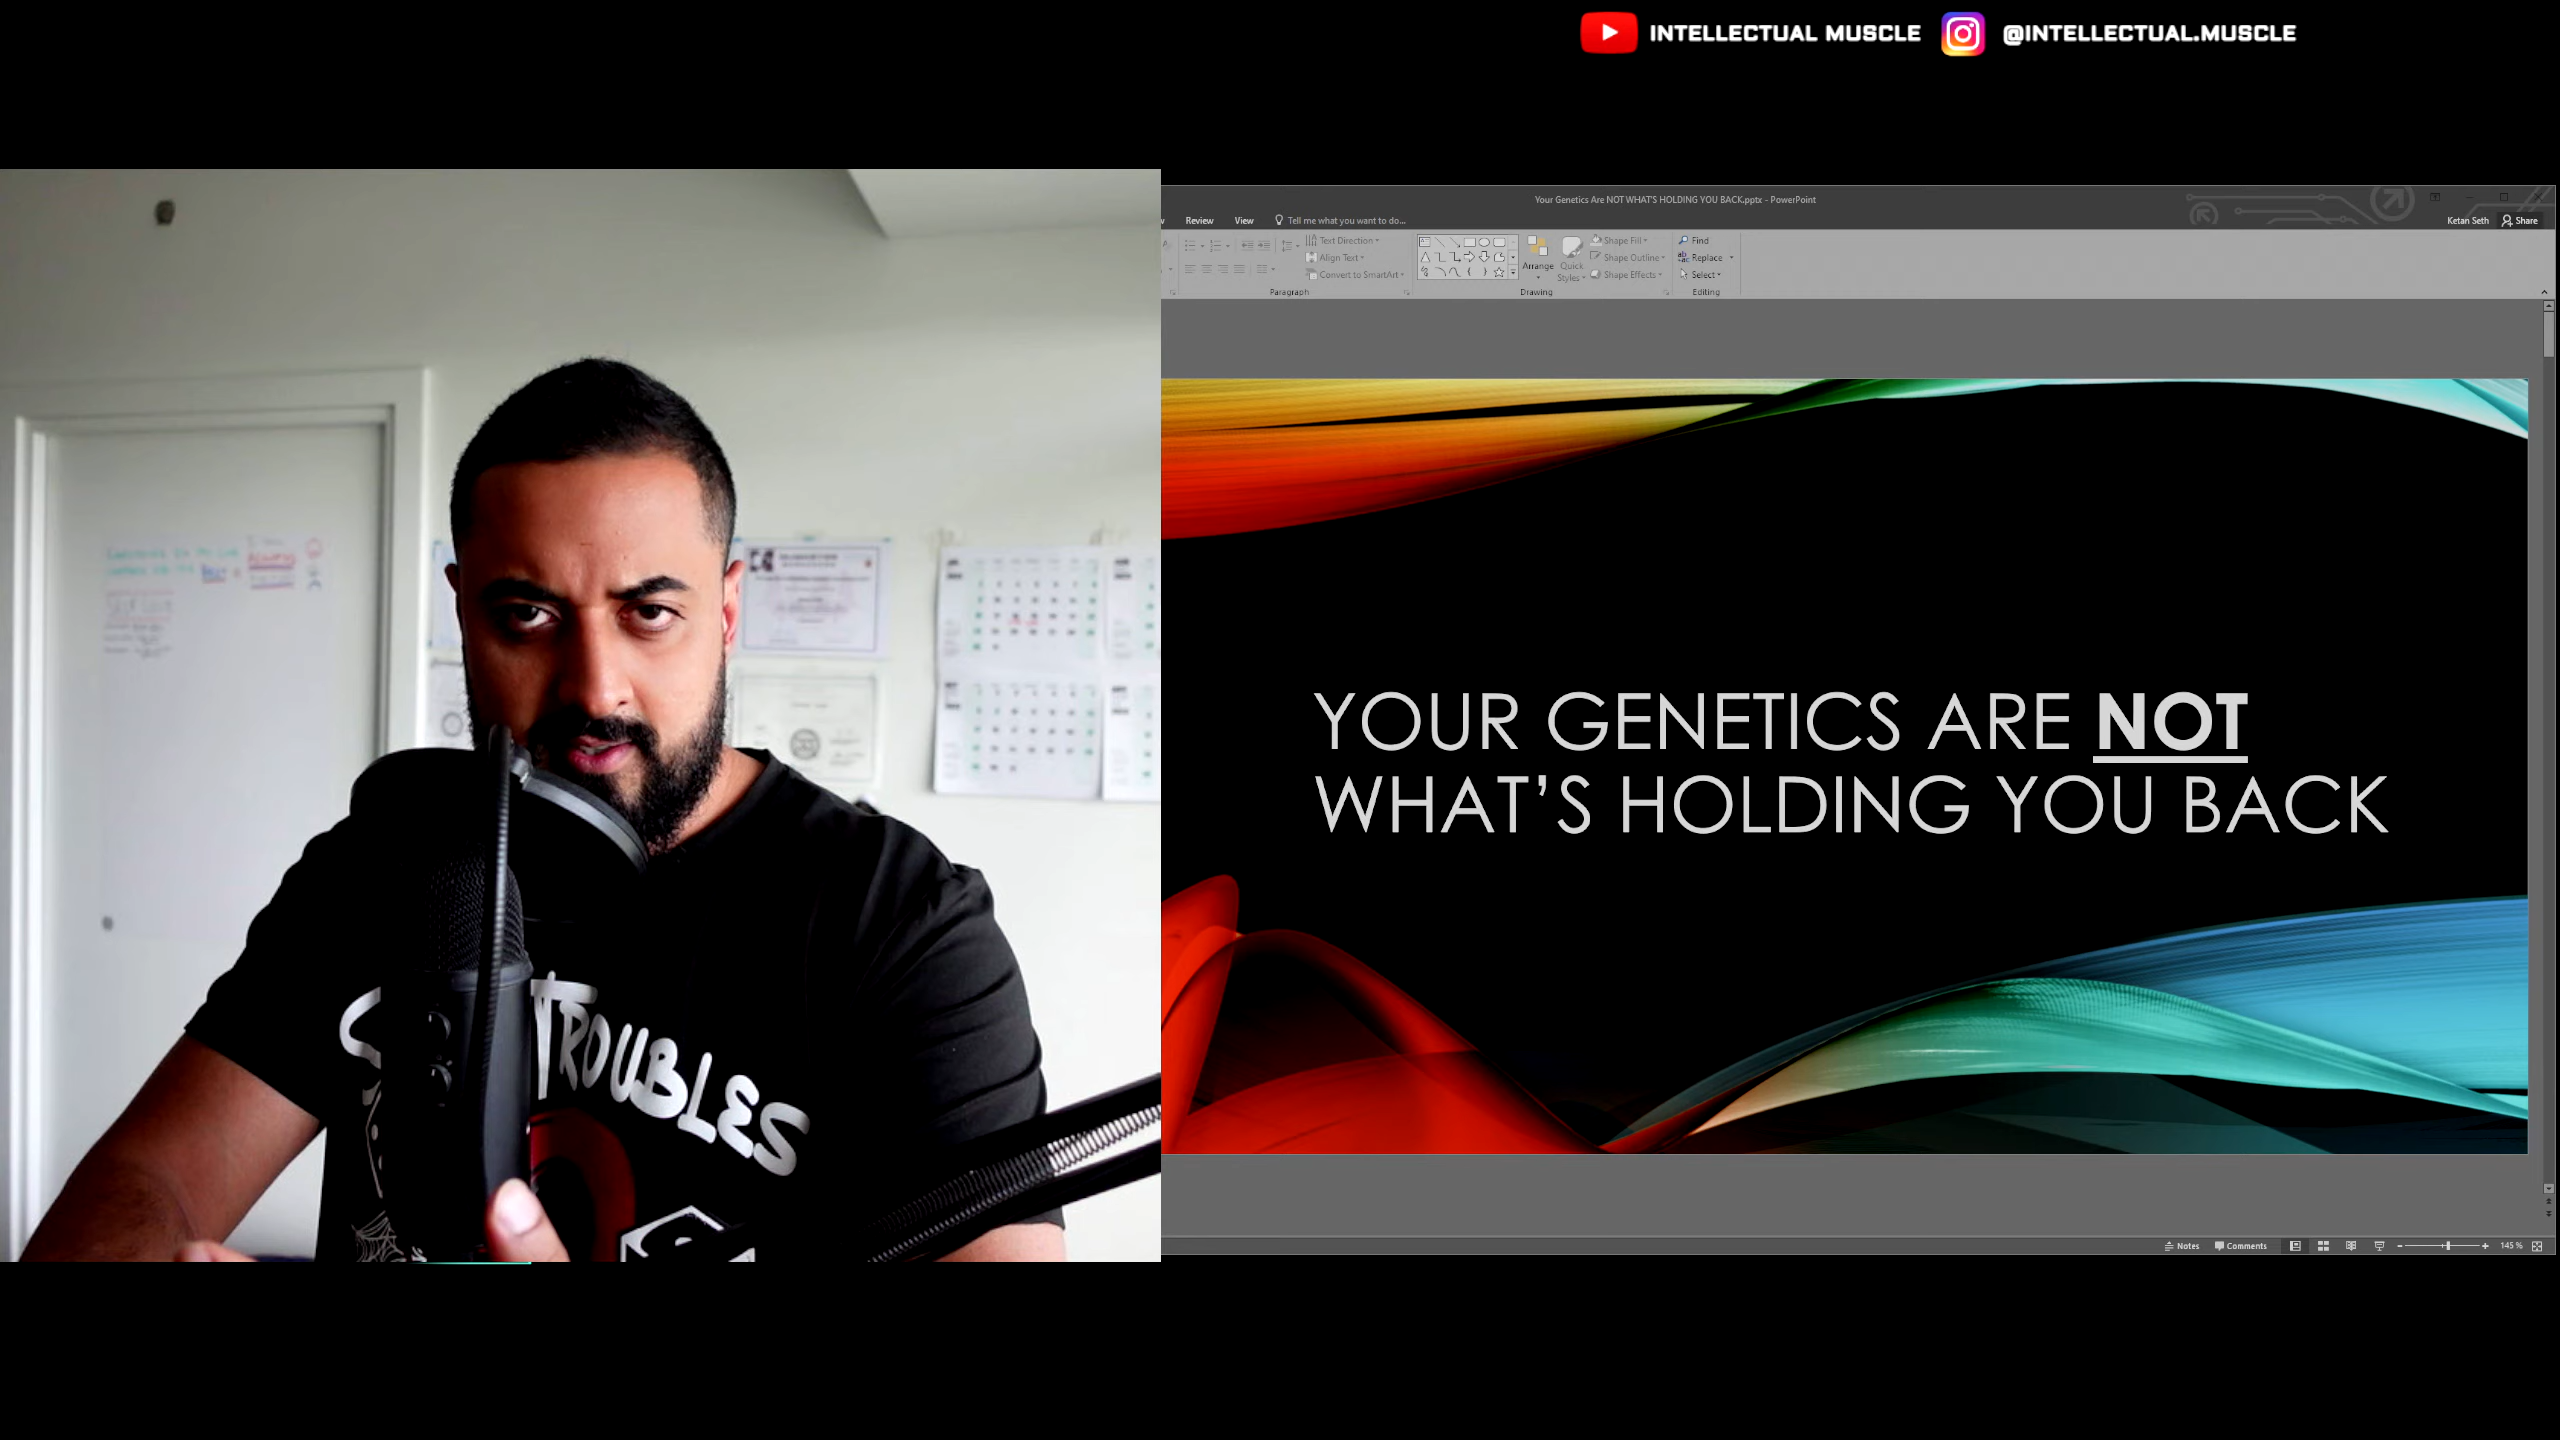 INTELLECTUAL MUSCLE @INTELLECTUAL.MUSCLE
Your Genetics Are NOT WHAT'S HOLDING YOU BACK.pptx - PowerPoint
Review View Tell me what you want to do...
Ketan Seth Share
Text Direction
Align Text
Convert to SmartArt
Paragraph
Arrange
Quick
Styles
Shape Fill
Shape Outline
Shape Effects
Drawing
Find
Replace
Select
Editing
YOUR GENETICS ARE NOT
WHAT'S HOLDING YOU BACK
TROUBLES
Notes Comments 145 %